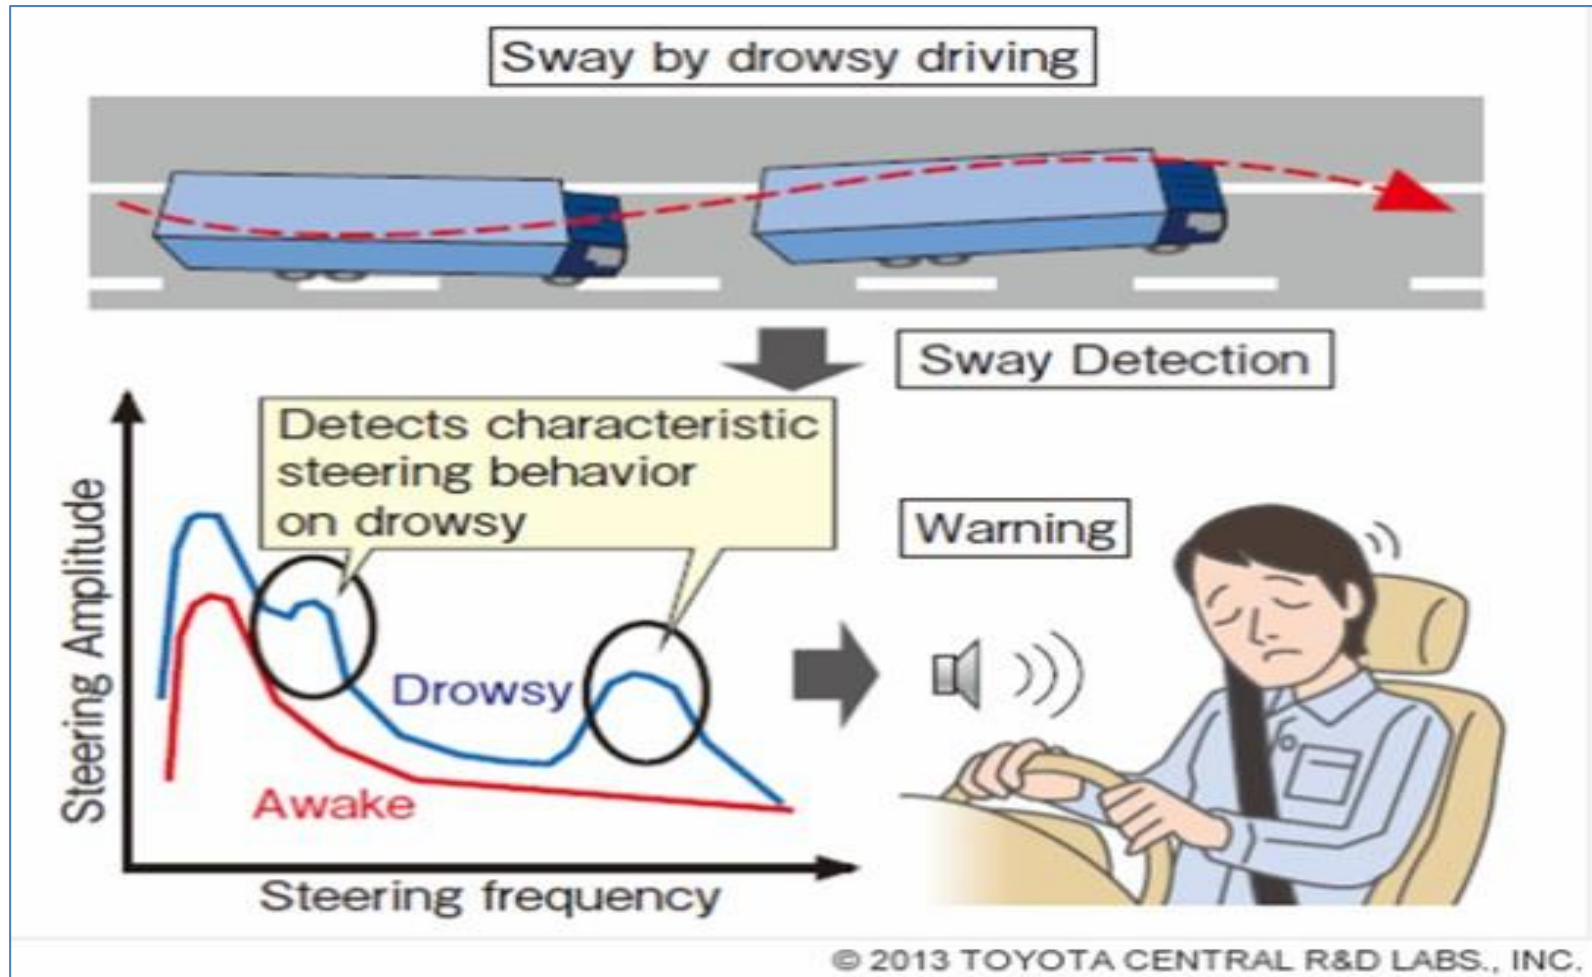 Sway by drowsy driving
Sway Detection
Detects characteristic
steering behavior
on drowsy
Warning
Steering Amplitude
Drowsy
Awake
Steering frequency
© 2013 TOYOTA CENTRAL R&D LABS., INC.